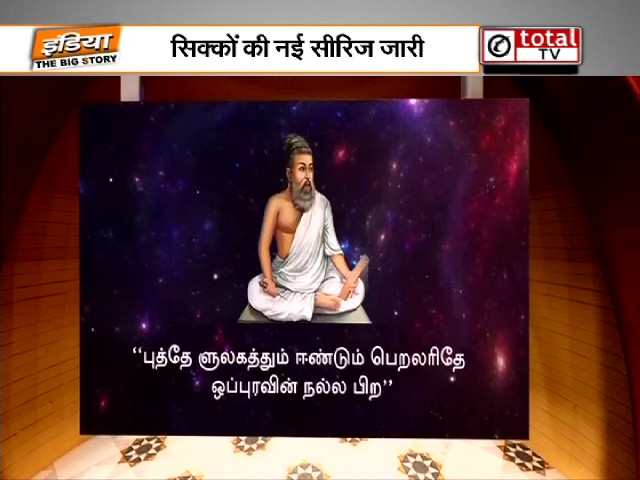 इंडिया
THE BIG STORY
सिक्कों की नई सीरिज जारी
total
TV
“புத்தே ளுலகத்தும் ஈண்டும் பெறலரிதே
ஒப்புரவின் நல்ல பிற”